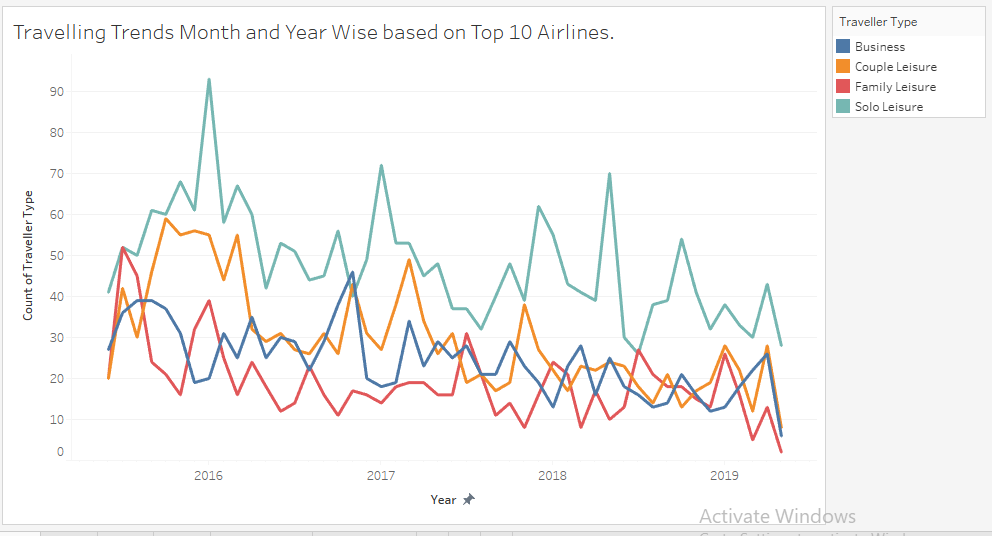 Travelling Trends Month and Year Wise based on Top 10 Airlines.
Traveller Type
Business
Couple Leisure
Family Leisure
Solo Leisure
Count of Traveller Type
90
80
70
60
50
40
30
20
10
0
2016 2017 2018 2019
Year
Activate Windows